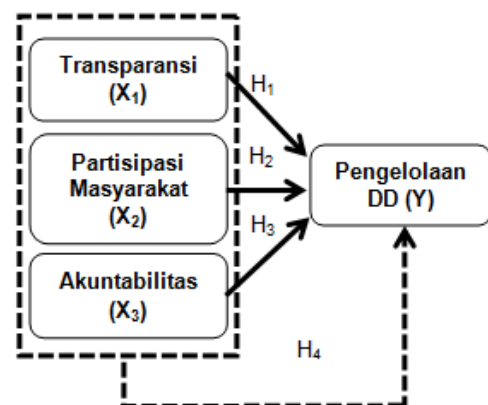 Transparansi
(X₁)
H₁
Partisipasi
Masyarakat
(X₂)
H₂
Pengelolaan
DD (Y)
H₃
Akuntabilitas
(X₃)
H₄